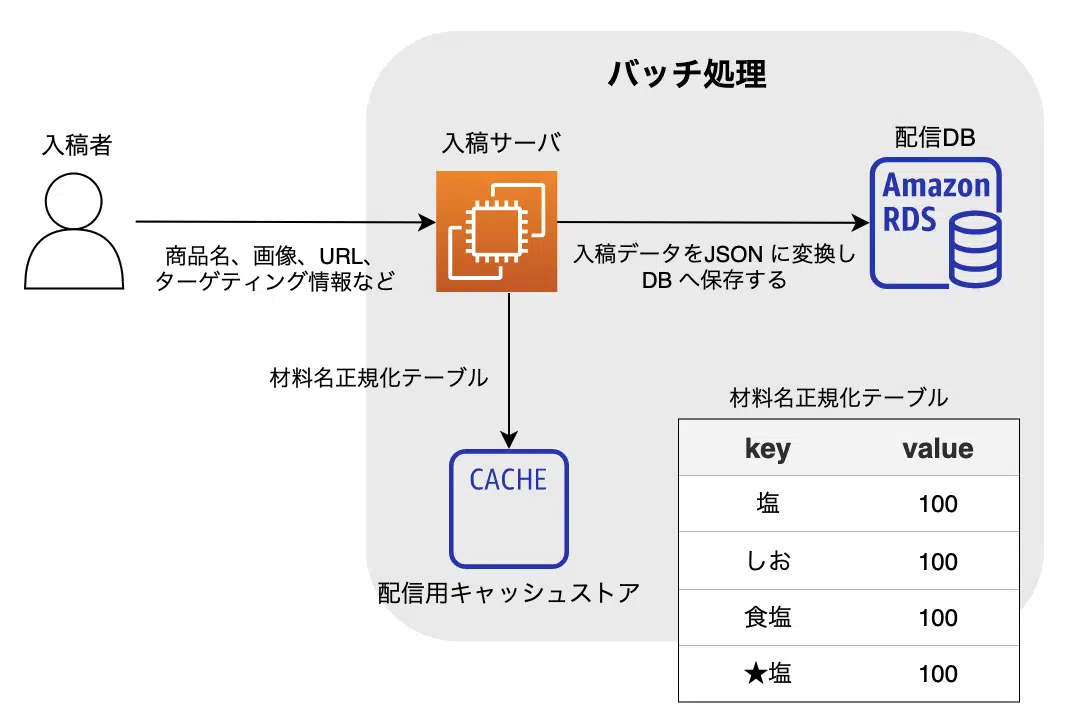 バッチ処理
入稿者
入稿サーバ
配信DB
Amazon
RDS
商品名、画像、URL、
ターゲティング情報など
入稿データをJSON に変換し
DB へ保存する
材料名正規化テーブル
CACHE
配信用キャッシュストア
材料名正規化テーブル
key value
塩 100
しお 100
食塩 100
★塩 100